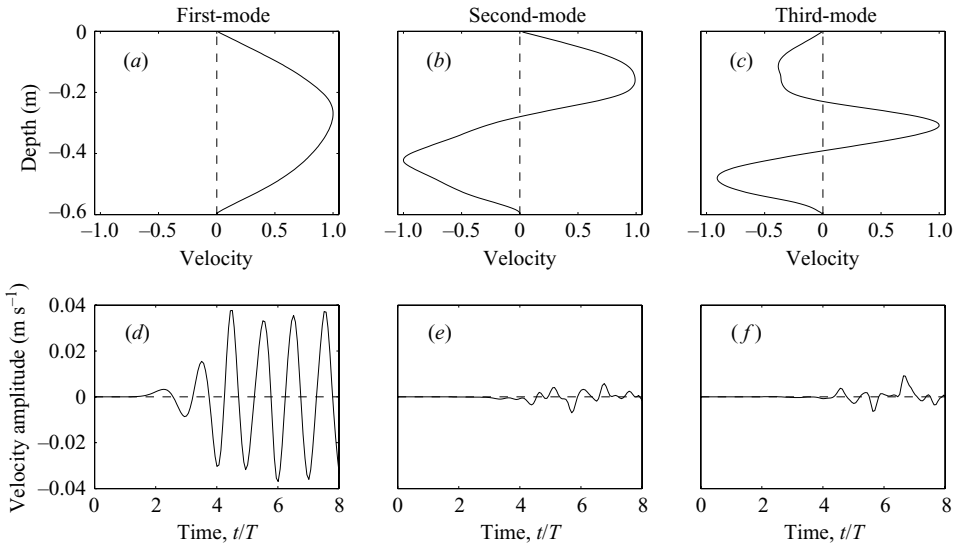 First-mode Second-mode Third-mode
0
(a) (b) (c)
–0.2
Depth (m)
–0.4
–0.6
–1.0 –0.5 0 0.5 1.0 –1.0 –0.5 0 0.5 1.0 –1.0 –0.5 0 0.5 1.0
Velocity Velocity Velocity
0.04
(d) (e) (f)
0.02
Velocity amplitude (m s⁻¹)
0
–0.02
–0.04
0 2 4 6 8 0 2 4 6 8 0 2 4 6 8
Time, t/T Time, t/T Time, t/T